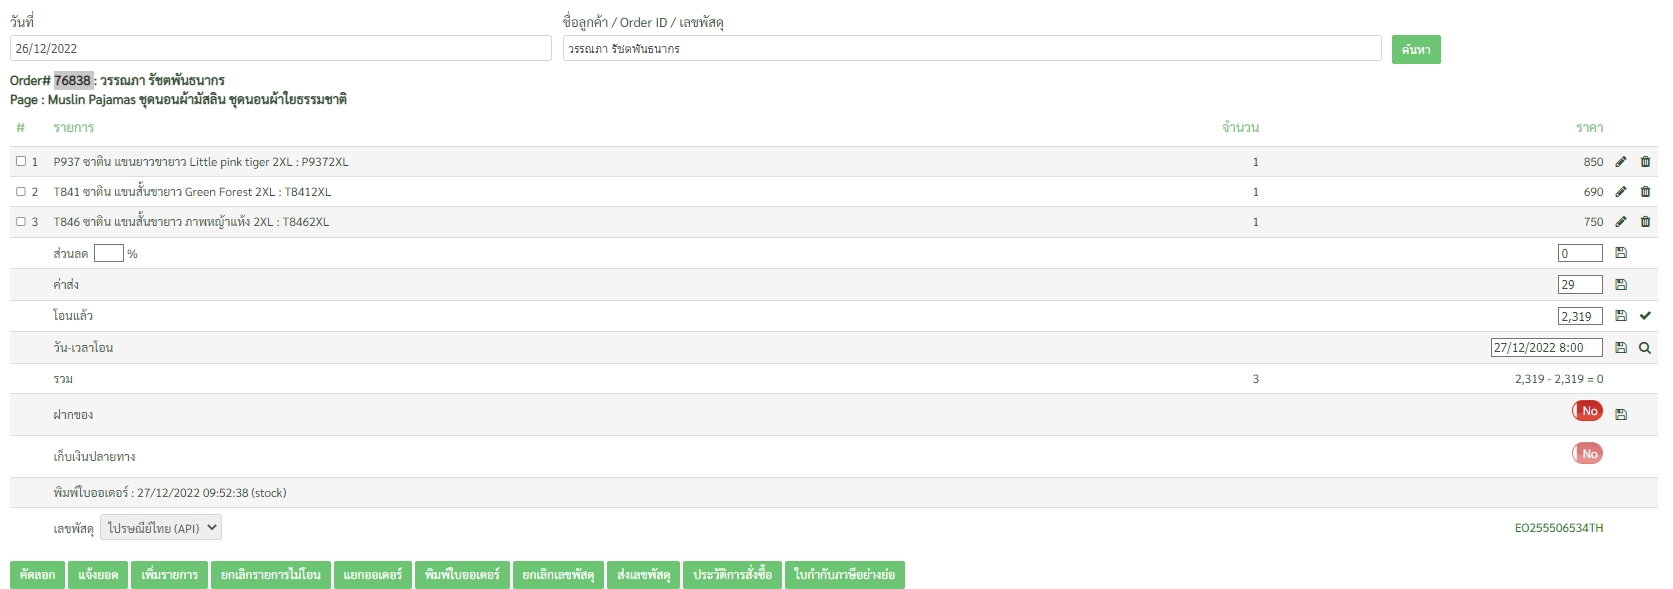 วันที่
ชื่อลูกค้า / Order ID / เลขพัสดุ
26/12/2022
วรรณภา รัชตพันธนากร
ค้นหา
Order# 76838 : วรรณภา รัชตพันธนากร
Page : Muslin Pajamas ชุดนอนผ้ามัสลิน ชุดนอนผ้าใยธรรมชาติ
# รายการ จำนวน ราคา
1 P937 ซาติน แขนยาวขายาว Little pink tiger 2XL : P9372XL 1 850
2 T841 ซาติน แขนสั้นขายาว Green Forest 2XL : T8412XL 1 690
3 T846 ซาติน แขนสั้นขายาว ภาพหญ้าแห้ง 2XL : T8462XL 1 750
ส่วนลด % 0
ค่าส่ง 29
โอนแล้ว 2,319
วัน-เวลาโอน 27/12/2022 8:00
รวม 3 2,319 - 2,319 = 0
ฝากของ No
เก็บเงินปลายทาง No
พิมพ์ใบออเดอร์ : 27/12/2022 09:52:38 (stock)
เลขพัสดุ ไปรษณีย์ไทย (API) EO255506534TH
คัดลอก แจ้งยอด เพิ่มรายการ ยกเลิกรายการไม่โอน แยกออเดอร์ พิมพ์ใบออเดอร์ ยกเลิกเลขพัสดุ ส่งเลขพัสดุ ประวัติการสั่งซื้อ ใบกำกับภาษีอย่างย่อ